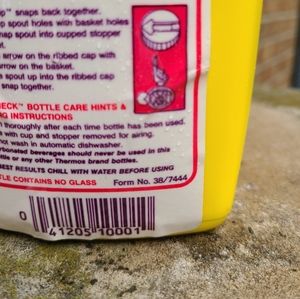 p" snaps back together.
p spout holes with basket holes
nap spout into cupped stopper
t.
arrow on the ribbed cap with
arrow on the basket.
e spout up into the ribbed cap
snap together.
ECK™ BOTTLE CARE HINTS &
NG INSTRUCTIONS
n thoroughly after each time bottle has been used.
e with cup and stopper removed for airing.
not wash in automatic dishwasher.
arbonated beverages should never be used in this
ttle or any other Thermos brand bottles.
BEST RESULTS CHILL WITH WATER BEFORE USING
TLE CONTAINS NO GLASS
Form No. 38/7444
0 41205 10001